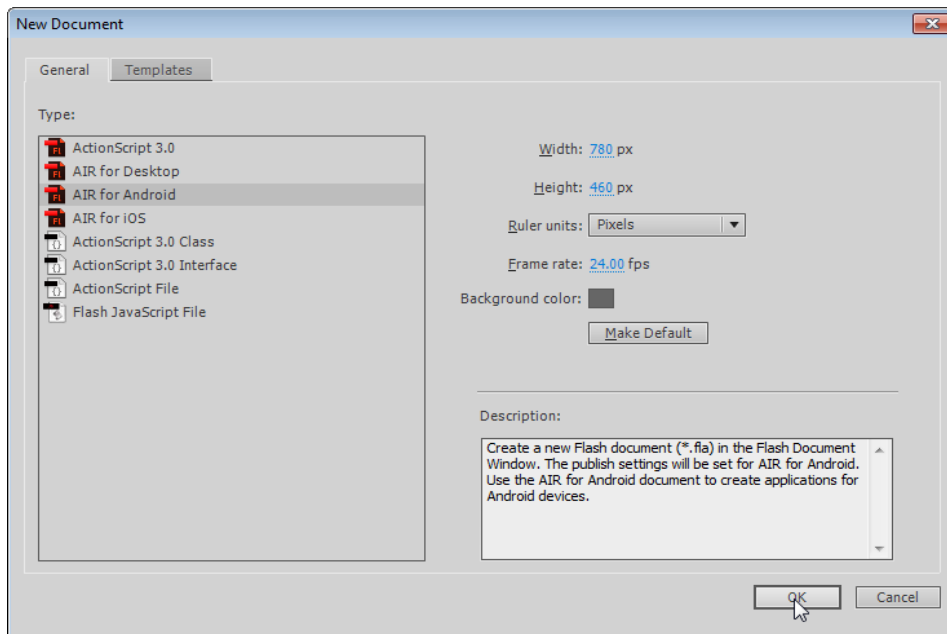 New Document
General Templates
Type:
ActionScript 3.0
AIR for Desktop
AIR for Android
AIR for iOS
ActionScript 3.0 Class
ActionScript 3.0 Interface
ActionScript File
Flash JavaScript File
Width: 780 px
Height: 460 px
Ruler units: Pixels
Frame rate: 24.00 fps
Background color:
Make Default
Description:
Create a new Flash document (*.fla) in the Flash Document
Window. The publish settings will be set for AIR for Android.
Use the AIR for Android document to create applications for
Android devices.
OK Cancel